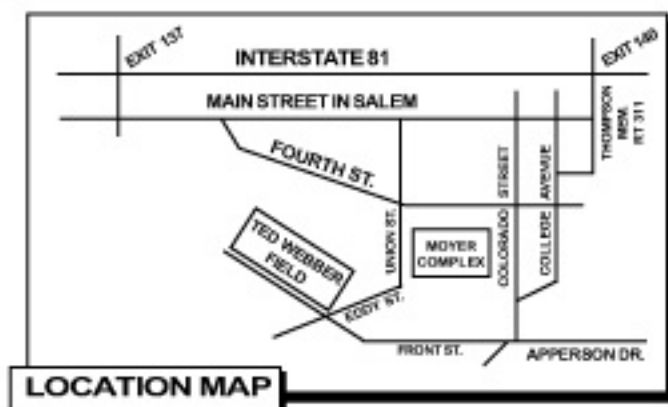 EXIT 137
INTERSTATE 81
EXIT 140
MAIN STREET IN SALEM
THOMPSON
MEM.
RT 311
FOURTH ST.
UNION ST.
COLORADO STREET
COLLEGE AVENUE
TED WEBBER
FIELD
MOYER
COMPLEX
EDDY ST.
FRONT ST.
APPERSON DR.
LOCATION MAP